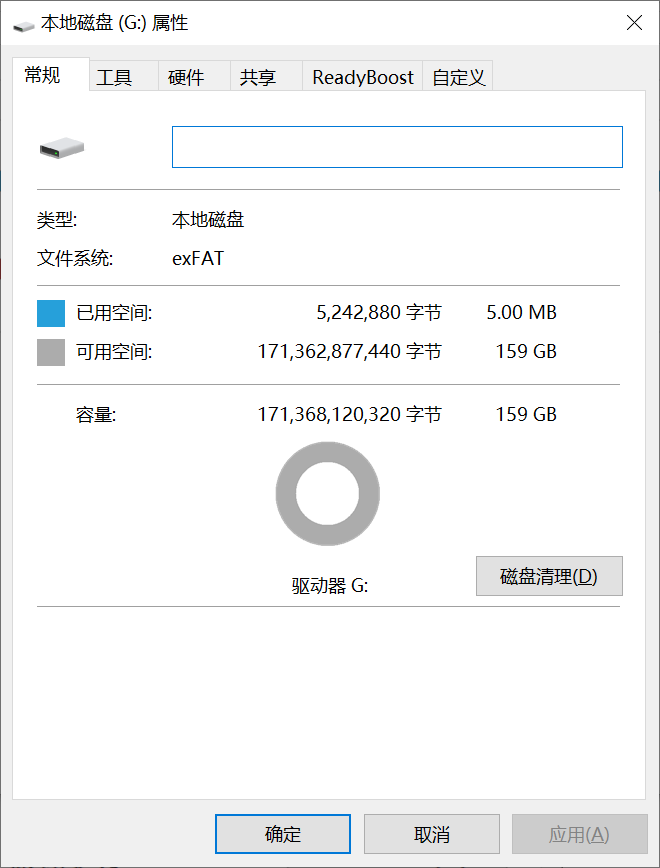 本地磁盘 (G:) 属性
常规 工具 硬件 共享 ReadyBoost 自定义
类型: 本地磁盘
文件系统: exFAT
已用空间: 5,242,880 字节 5.00 MB
可用空间: 171,362,877,440 字节 159 GB
容量: 171,368,120,320 字节 159 GB
驱动器 G:
磁盘清理(D)
确定 取消 应用(A)